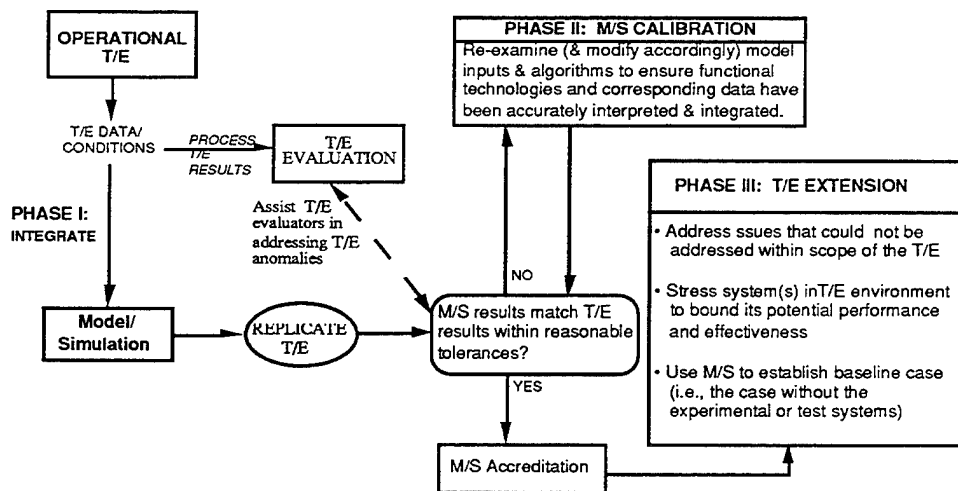 OPERATIONAL
T/E
T/E DATA/
CONDITIONS
PROCESS
T/E
RESULTS
T/E
EVALUATION
PHASE I:
INTEGRATE
Assist T/E
evaluators in
addressing T/E
anomalies
Model/
Simulation
REPLICATE
T/E
M/S results match T/E
results within reasonable
tolerances?
NO
YES
M/S Accreditation
PHASE II: M/S CALIBRATION
Re-examine (& modify accordingly) model
inputs & algorithms to ensure functional
technologies and corresponding data have
been accurately interpreted & integrated.
PHASE III: T/E EXTENSION
• Address ssues that could not be
addressed within scope of the T/E
• Stress system(s) inT/E environment
to bound its potential performance
and effectiveness
• Use M/S to establish baseline case
(i.e., the case without the
experimental or test systems)